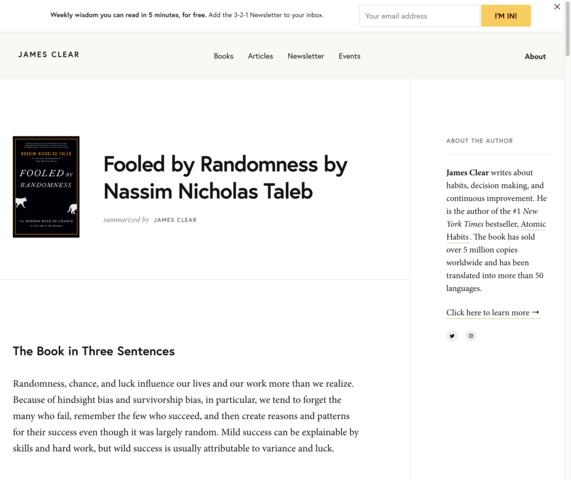 Weekly wisdom you can read in 5 minutes, for free. Add the 3-2-1 Newsletter to your inbox.
Your email address
I'M IN!
JAMES CLEAR
Books
Articles
Newsletter
Events
About
NASSIM NICHOLAS TALEB
FOOLED BY
RANDOMNESS
Fooled by Randomness by
Nassim Nicholas Taleb
summarized by JAMES CLEAR
The Book in Three Sentences
Randomness, chance, and luck influence our lives and our work more than we realize.
Because of hindsight bias and survivorship bias, in particular, we tend to forget the
many who fail, remember the few who succeed, and then create reasons and patterns
for their success even though it was largely random. Mild success can be explainable by
skills and hard work, but wild success is usually attributable to variance and luck.
ABOUT THE AUTHOR
James Clear writes about
habits, decision making, and
continuous improvement. He
is the author of the #1 New
York Times bestseller, Atomic
Habits. The book has sold
over 5 million copies
worldwide and has been
translated into more than 50
languages.
Click here to learn more →